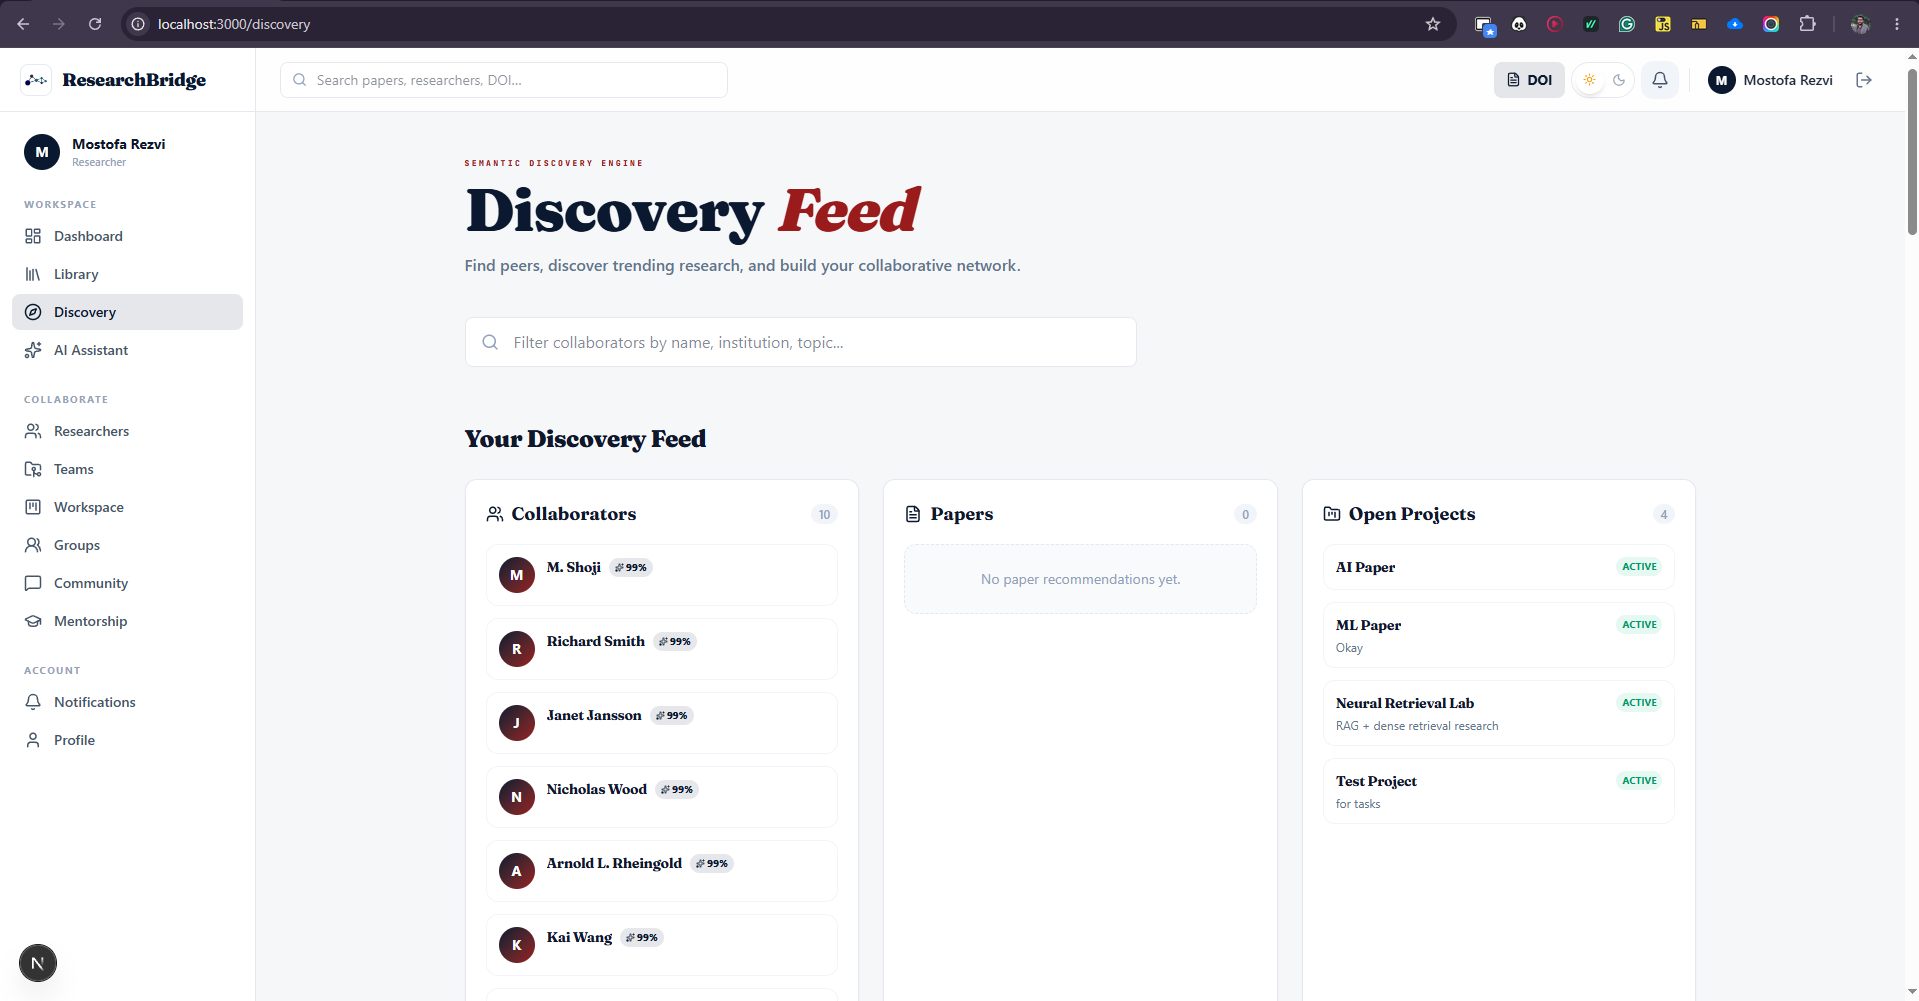 localhost:3000/discovery
ResearchBridge
Search papers, researchers, DOI...
DOI
M
Mostofa Rezvi
M
Mostofa Rezvi
Researcher
WORKSPACE
Dashboard
Library
Discovery
AI Assistant
COLLABORATE
Researchers
Teams
Workspace
Groups
Community
Mentorship
ACCOUNT
Notifications
Profile
N
SEMANTIC DISCOVERY ENGINE
Discovery Feed
Find peers, discover trending research, and build your collaborative network.
Filter collaborators by name, institution, topic...
Your Discovery Feed
Collaborators
10
M
M. Shoji
99%
R
Richard Smith
99%
J
Janet Jansson
99%
N
Nicholas Wood
99%
A
Arnold L. Rheingold
99%
K
Kai Wang
99%
Papers
0
No paper recommendations yet.
Open Projects
4
AI Paper
ACTIVE
ML Paper
ACTIVE
Okay
Neural Retrieval Lab
ACTIVE
RAG + dense retrieval research
Test Project
ACTIVE
for tasks